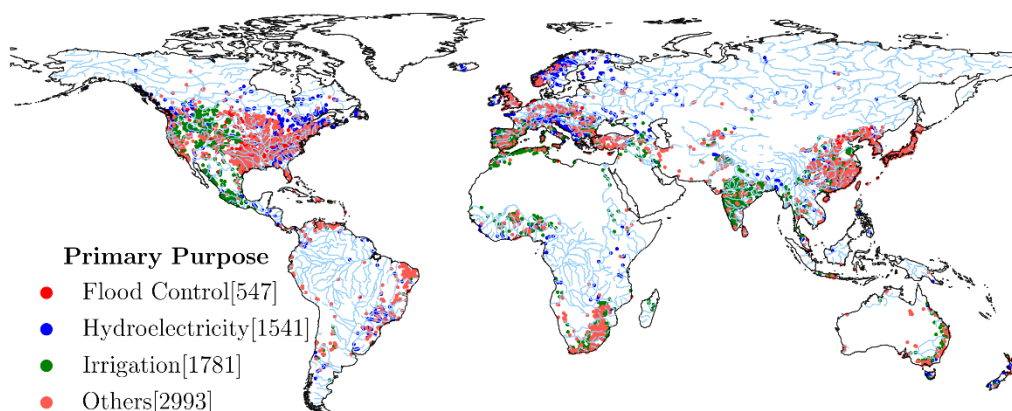 Primary Purpose
Flood Control[547]
Hydroelectricity[1541]
Irrigation[1781]
Others[2993]